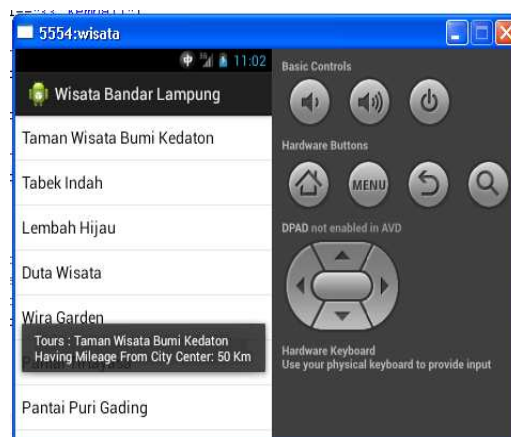 5554:wisata
3G 11:02
Wisata Bandar Lampung
Taman Wisata Bumi Kedaton
Tabek Indah
Lembah Hijau
Duta Wisata
Wira Garden
Tours : Taman Wisata Bumi Kedaton
Having Mileage From City Center: 50 Km
Pantai Puri Gading
Basic Controls
Hardware Buttons
MENU
DPAD not enabled in AVD
Hardware Keyboard
Use your physical keyboard to provide input